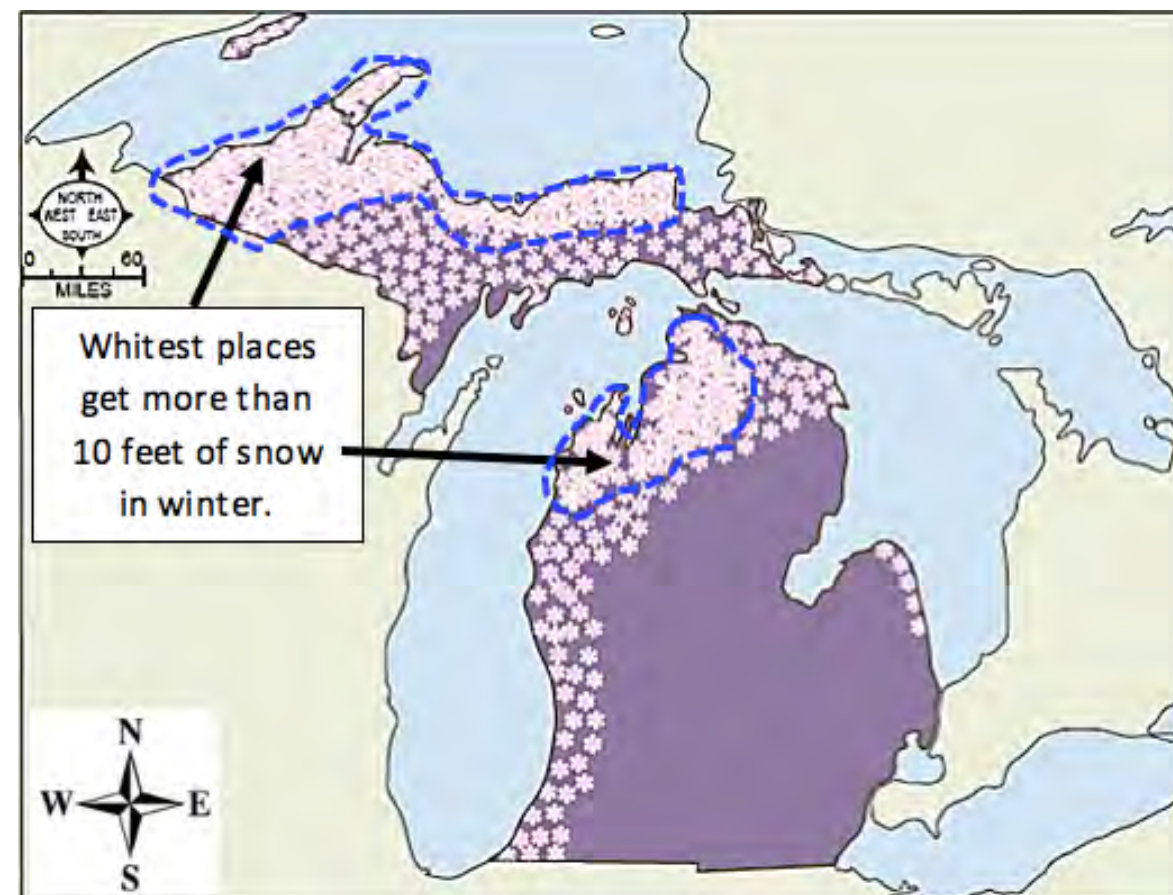 NORTH
WEST EAST
SOUTH
0 60
MILES
Whitest places
get more than
10 feet of snow
in winter.
N
W E
S